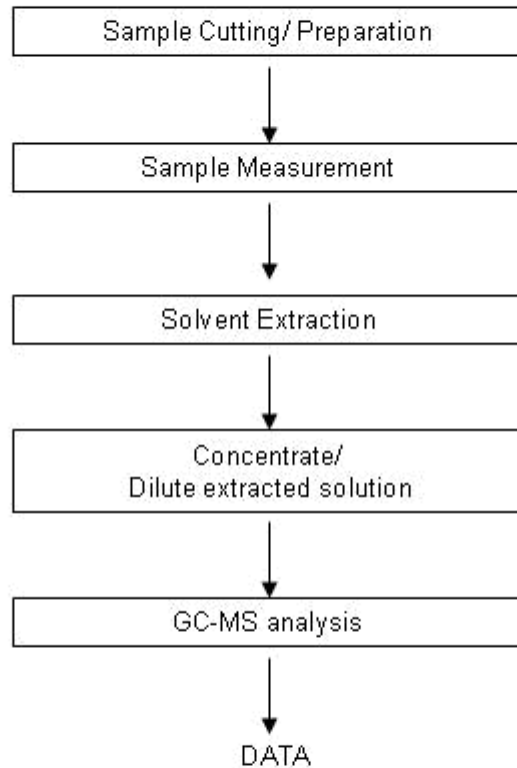 Sample Cutting/ Preparation
Sample Measurement
Solvent Extraction
Concentrate/
Dilute extracted solution
GC-MS analysis
DATA